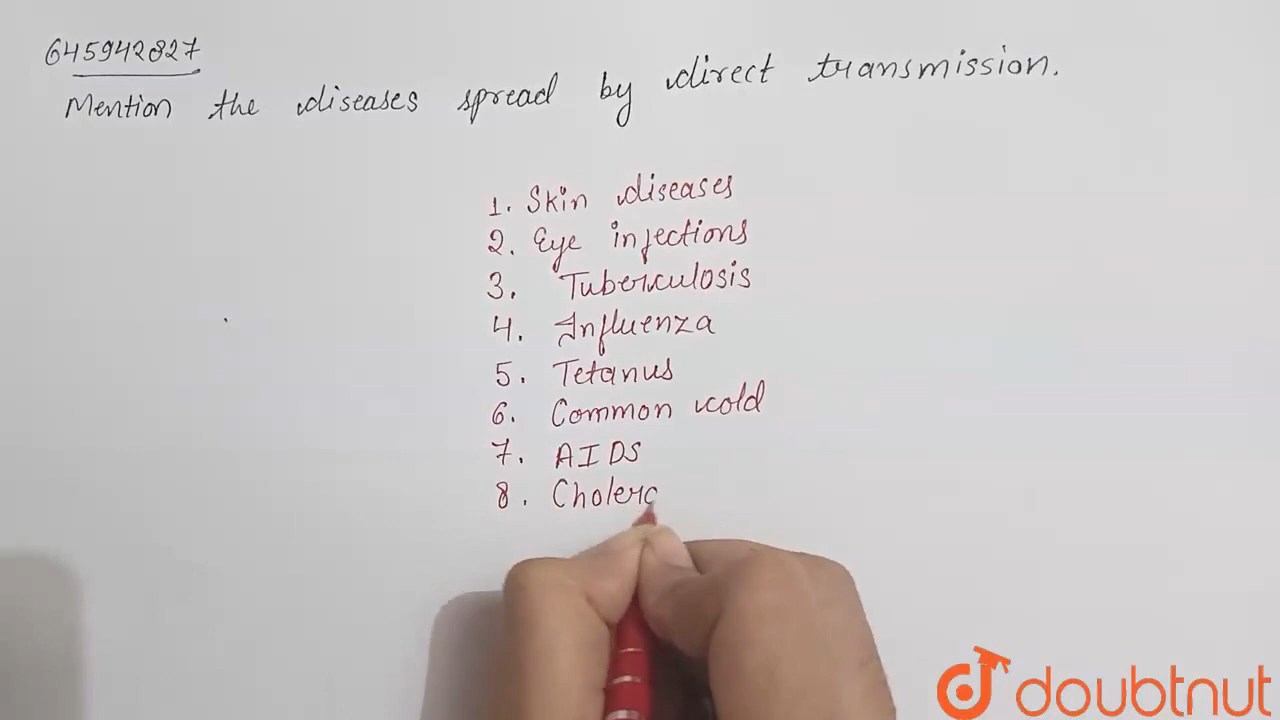 645942827
Mention the diseases spread by direct transmission.
1. Skin diseases
2. Eye infections
3. Tuberculosis
4. Influenza
5. Tetanus
6. Common cold
7. AIDS
8. Cholera
doubtnut